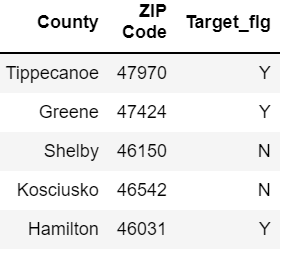 County ZIP Code Target_flg
Tippecanoe 47970 Y
Greene 47424 Y
Shelby 46150 N
Kosciusko 46542 N
Hamilton 46031 Y